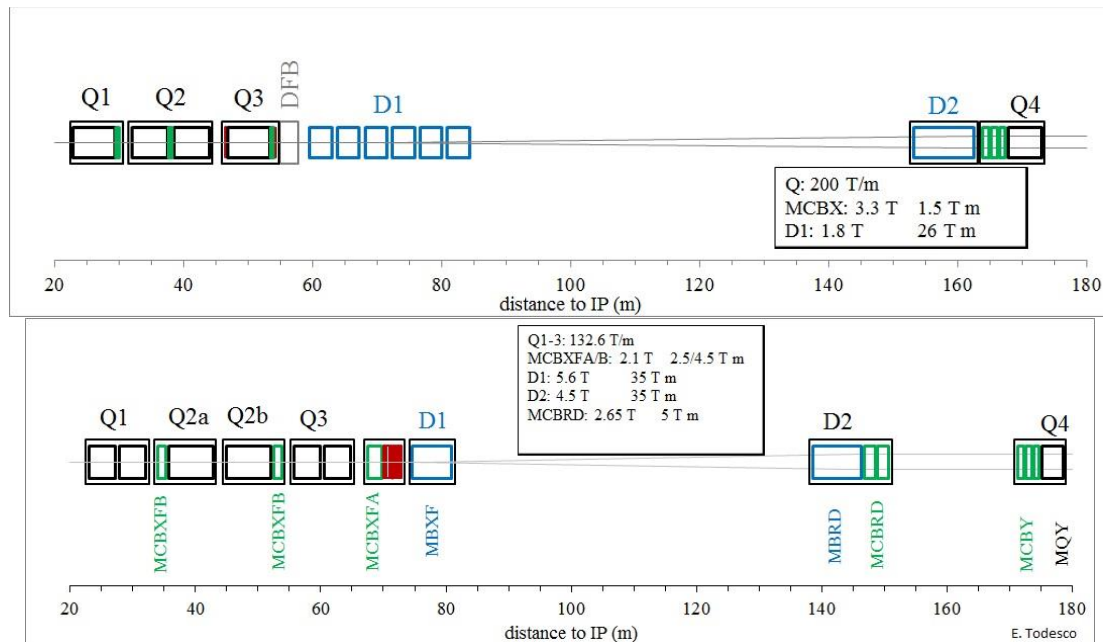 Q1 Q2 Q3 DFB D1 D2 Q4
Q: 200 T/m
MCBX: 3.3 T 1.5 T m
D1: 1.8 T 26 T m
20 40 60 80 100 120 140 160 180
distance to IP (m)
Q1-3: 132.6 T/m
MCBXFA/B: 2.1 T 2.5/4.5 T m
D1: 5.6 T 35 T m
D2: 4.5 T 35 T m
MCBRD: 2.65 T 5 T m
Q1 Q2a Q2b Q3 D1 D2 Q4
MCBXFB MCBXFB MCBXFA MBXF MBRD MCBRD MCBY MQY
20 40 60 80 100 120 140 160 180
distance to IP (m)
E. Todesco